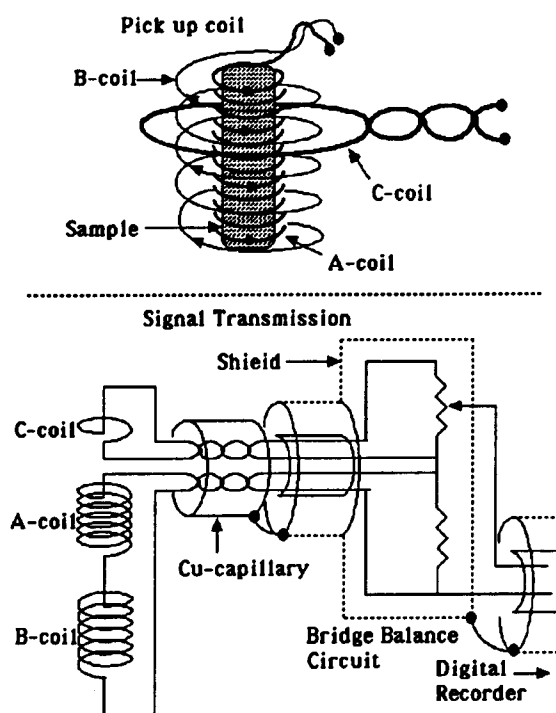 Pick up coil
B-coil
C-coil
Sample
A-coil
Signal Transmission
Shield
C-coil
A-coil
Cu-capillary
B-coil
Bridge Balance
Circuit
Digital
Recorder